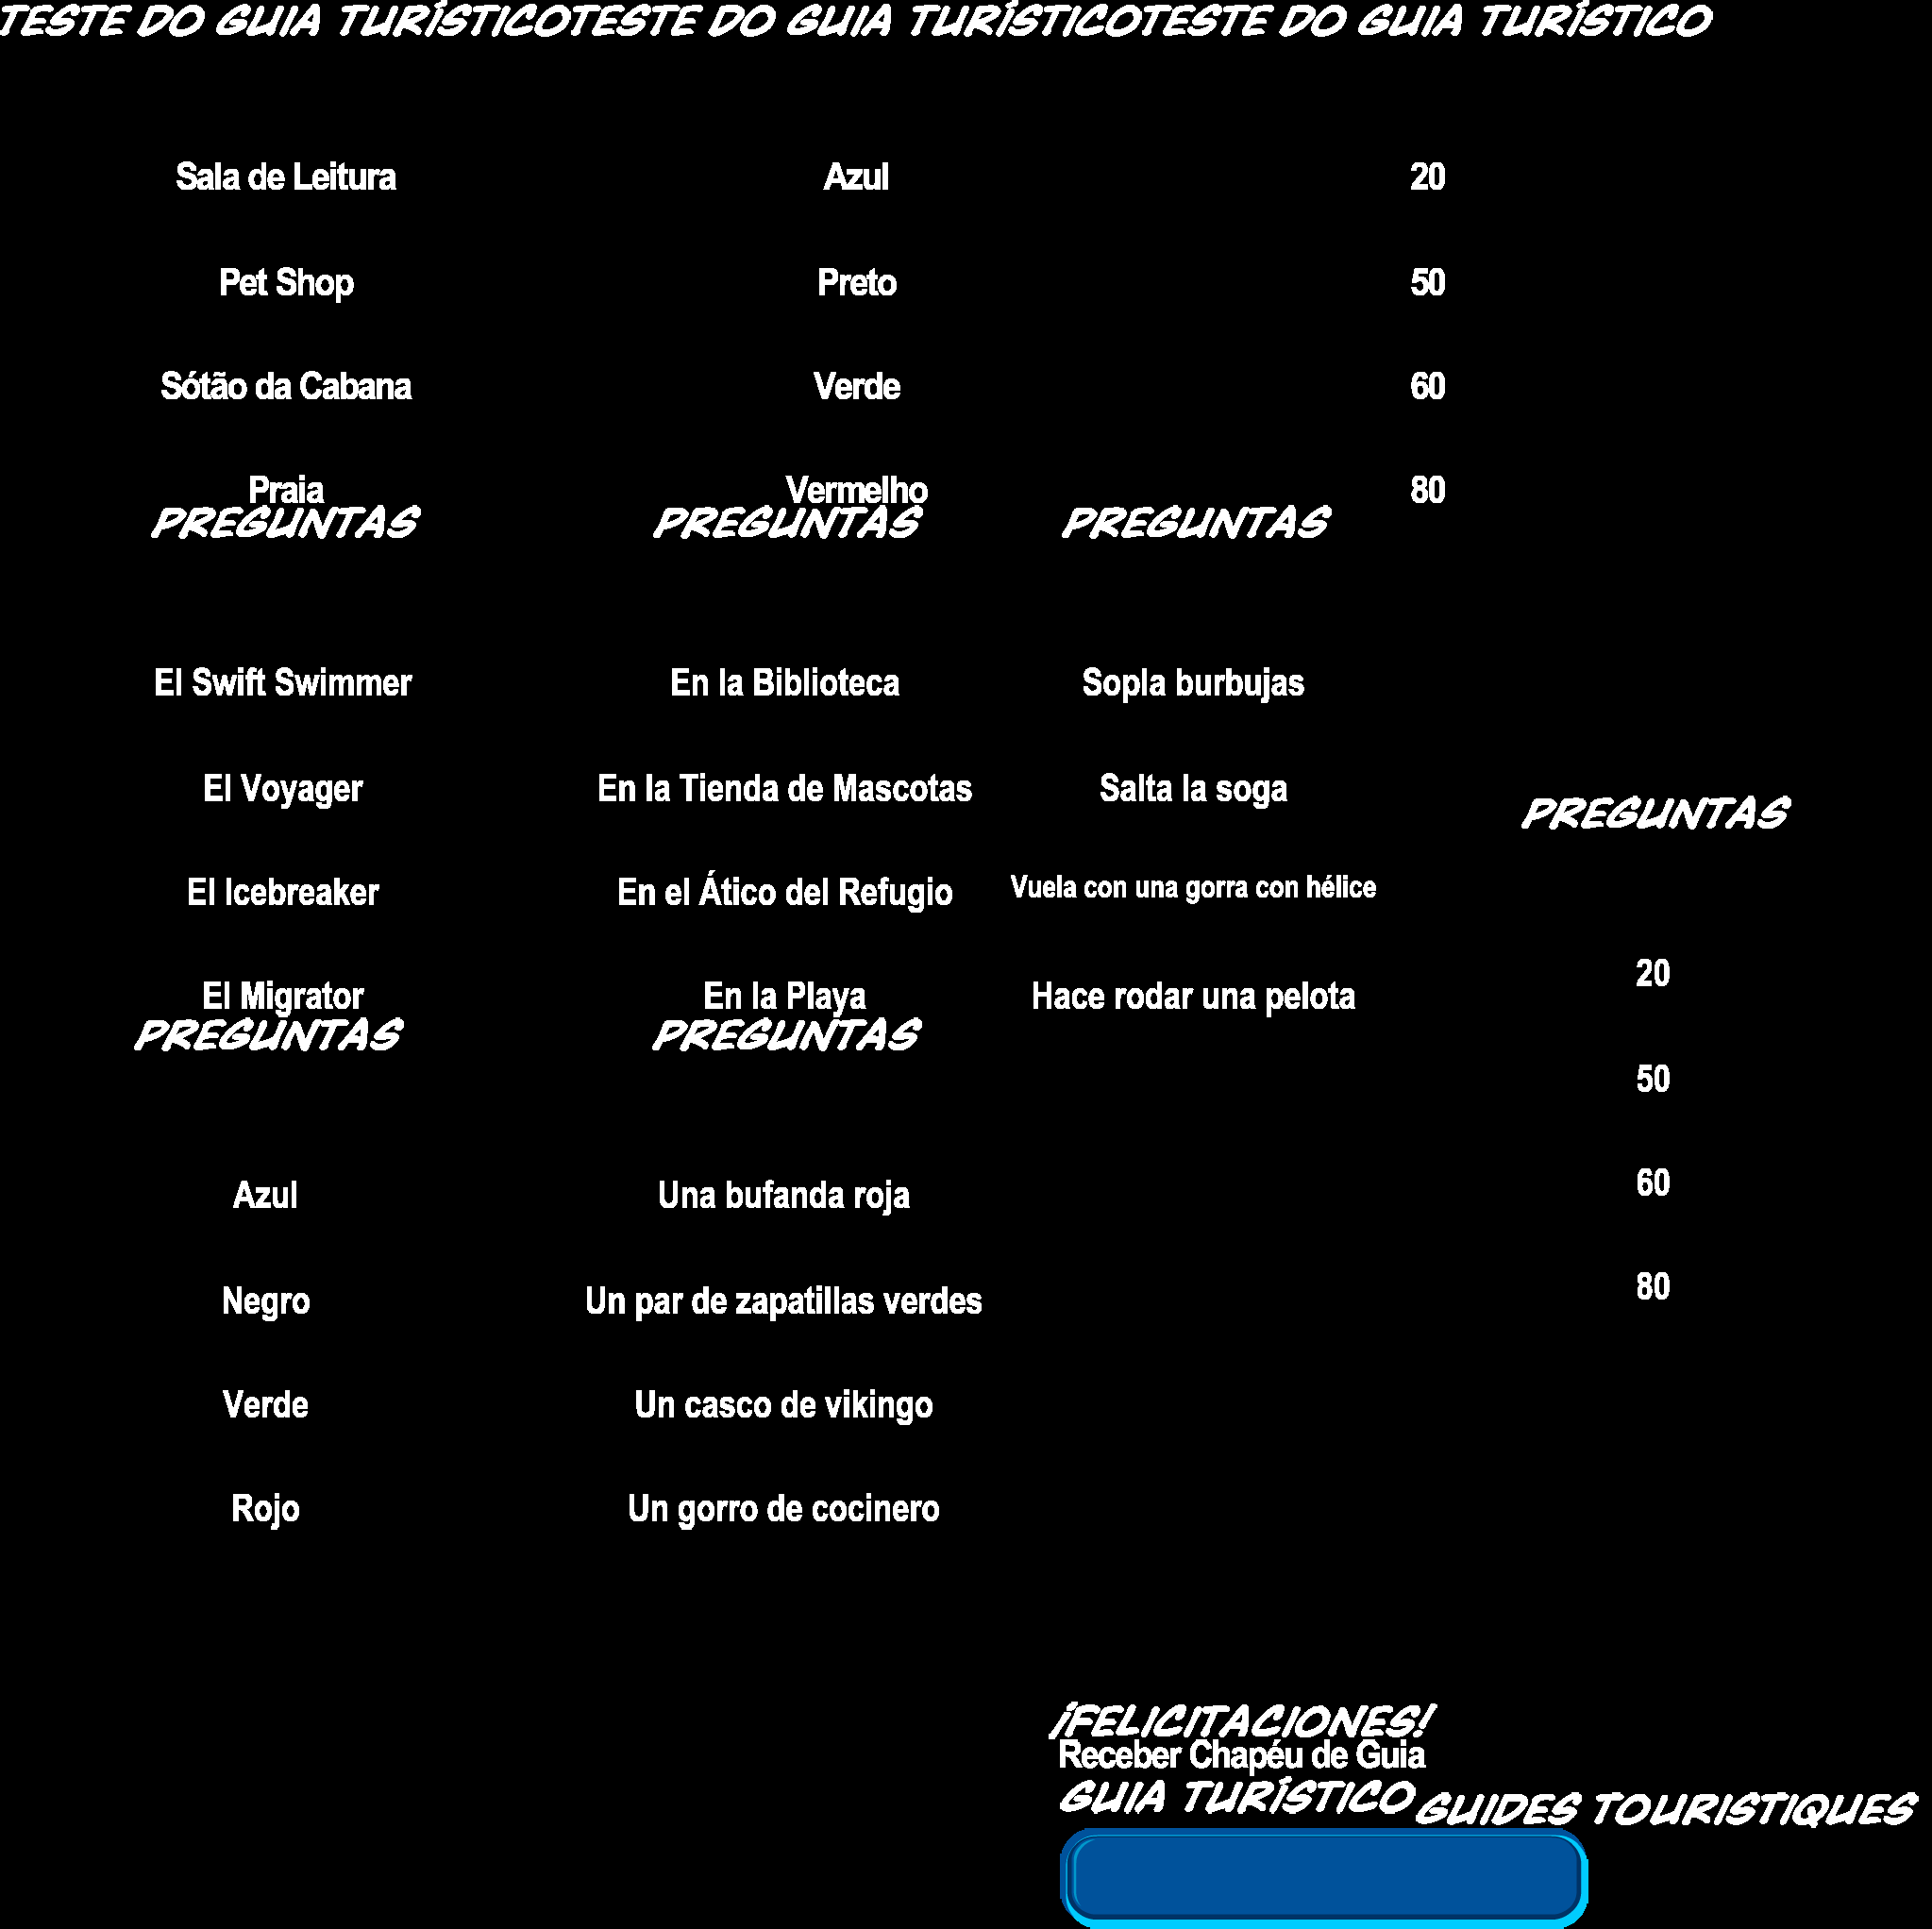 TESTE DO GUIA TURÍSTICOTESTE DO GUIA TURÍSTICOTESTE DO GUIA TURÍSTICO
Sala de Leitura
Pet Shop
Sótão da Cabana
Praia
Azul
Preto
Verde
Vermelho
20
50
60
80
PREGUNTAS
El Swift Swimmer
El Voyager
El Icebreaker
El Migrator
PREGUNTAS
En la Biblioteca
En la Tienda de Mascotas
En el Ático del Refugio
En la Playa
PREGUNTAS
Sopla burbujas
Salta la soga
Vuela con una gorra con hélice
Hace rodar una pelota
PREGUNTAS
20
50
60
80
PREGUNTAS
Azul
Negro
Verde
Rojo
PREGUNTAS
Una bufanda roja
Un par de zapatillas verdes
Un casco de vikingo
Un gorro de cocinero
¡FELICITACIONES!
Receber Chapéu de Guia
GUIA TURÍSTICO
GUIDES TOURISTIQUES